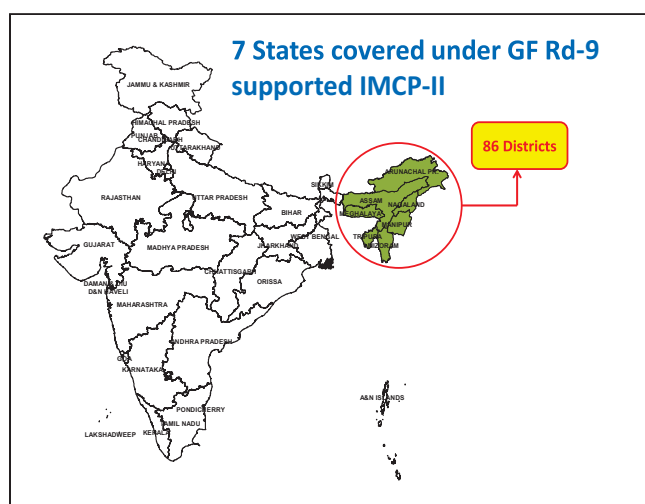 7 States covered under GF Rd-9
supported IMCP-II
86 Districts
JAMMU & KASHMIR
HIMACHAL PRADESH
PUNJAB
CHANDIGARH
UTTARAKHAND
HARYANA
DELHI
ARUNACHAL PR.
SIKKIM
RAJASTHAN
UTTAR PRADESH
ASSAM
NAGALAND
BIHAR
MEGHALAYA
MANIPUR
WEST BENGAL
TRIPURA
MIZORAM
GUJARAT
MADHYA PRADESH
JHARKHAND
CHHATTISGARH
ORISSA
DAMAN & DIU
D&N HAVELI
MAHARASHTRA
ANDHRA PRADESH
GOA
KARNATAKA
A&N ISLANDS
PONDICHERRY
TAMIL NADU
LAKSHADWEEP
KERALA